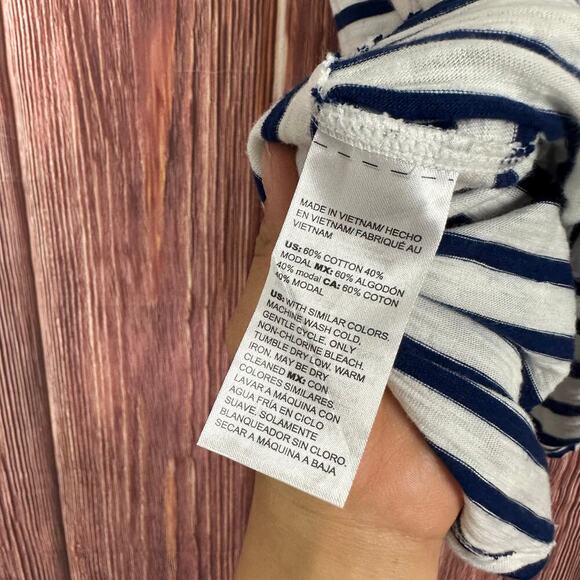 MADE IN VIETNAM/ HECHO
EN VIETNAM/ FABRIQUÉ AU
VIETNAM
US: 60% COTTON 40%
MODAL MX: 60% ALGODÓN
40% modal CA: 60% COTON
40% MODAL
US: WITH SIMILAR COLORS.
MACHINE WASH COLD,
GENTLE CYCLE. ONLY
NON-CHLORINE BLEACH.
TUMBLE DRY LOW. WARM
IRON. MAY BE DRY
CLEANED MX: CON
COLORES SIMILARES.
LAVAR A MÁQUINA CON
AGUA FRÍA EN CICLO
SUAVE. SOLAMENTE
BLANQUEADOR SIN CLORO.
SECAR A MÁQUINA A BAJA